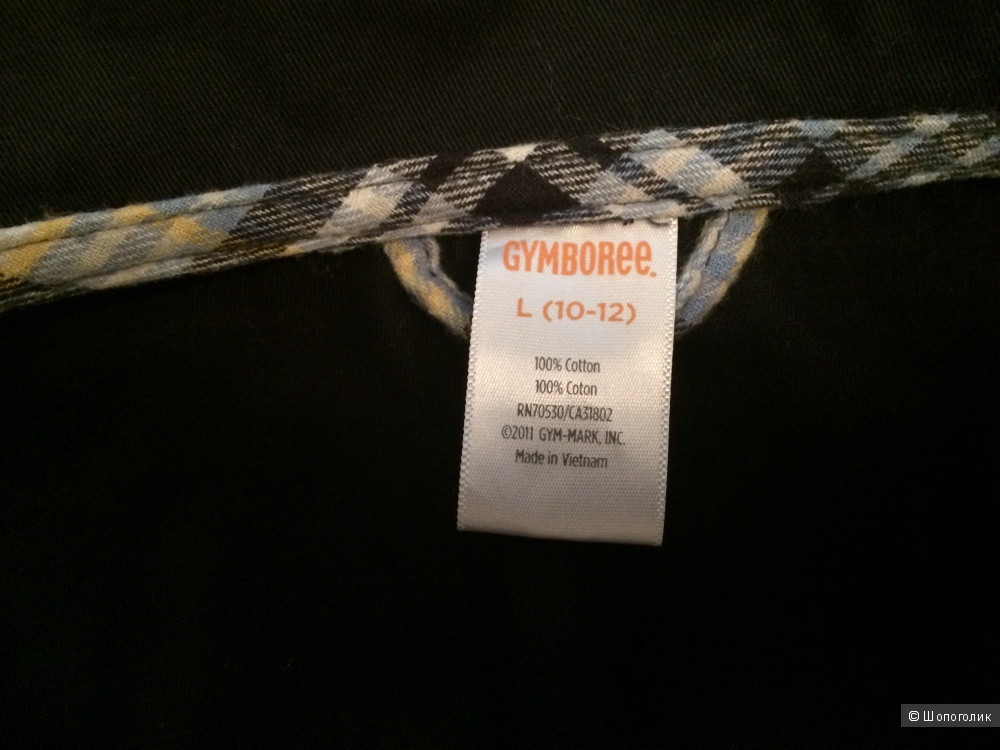 GYMBOREE.
L (10-12)
100% Cotton
100% Coton
RN70530/CA31802
©2011 GYM-MARK, INC.
Made in Vietnam
© Шопоголик